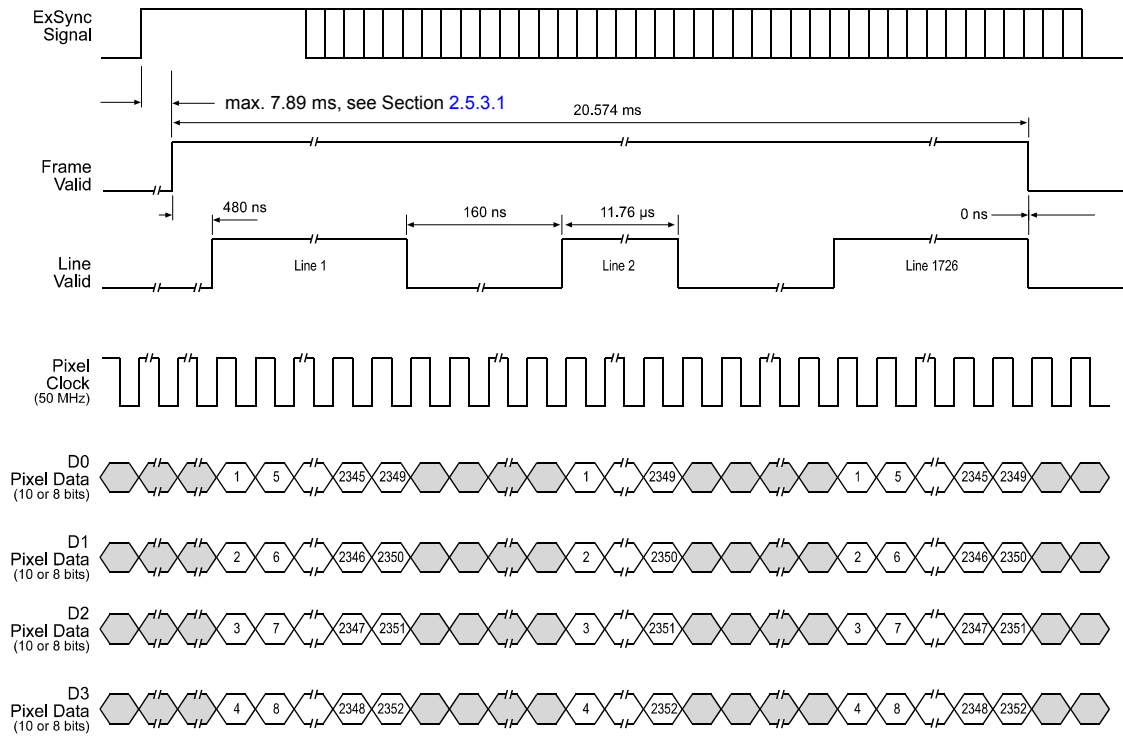 ExSync
Signal
max. 7.89 ms, see Section 2.5.3.1
20.574 ms
Frame
Valid
480 ns
160 ns
11.76 µs
0 ns
Line
Valid
Line 1
Line 2
Line 1726
Pixel
Clock
(50 MHz)
D0
Pixel Data
(10 or 8 bits)
1 5 2345 2349 1 2349 1 5 2345 2349
D1
Pixel Data
(10 or 8 bits)
2 6 2346 2350 2 2350 2 6 2346 2350
D2
Pixel Data
(10 or 8 bits)
3 7 2347 2351 3 2351 3 7 2347 2351
D3
Pixel Data
(10 or 8 bits)
4 8 2348 2352 4 2352 4 8 2348 2352